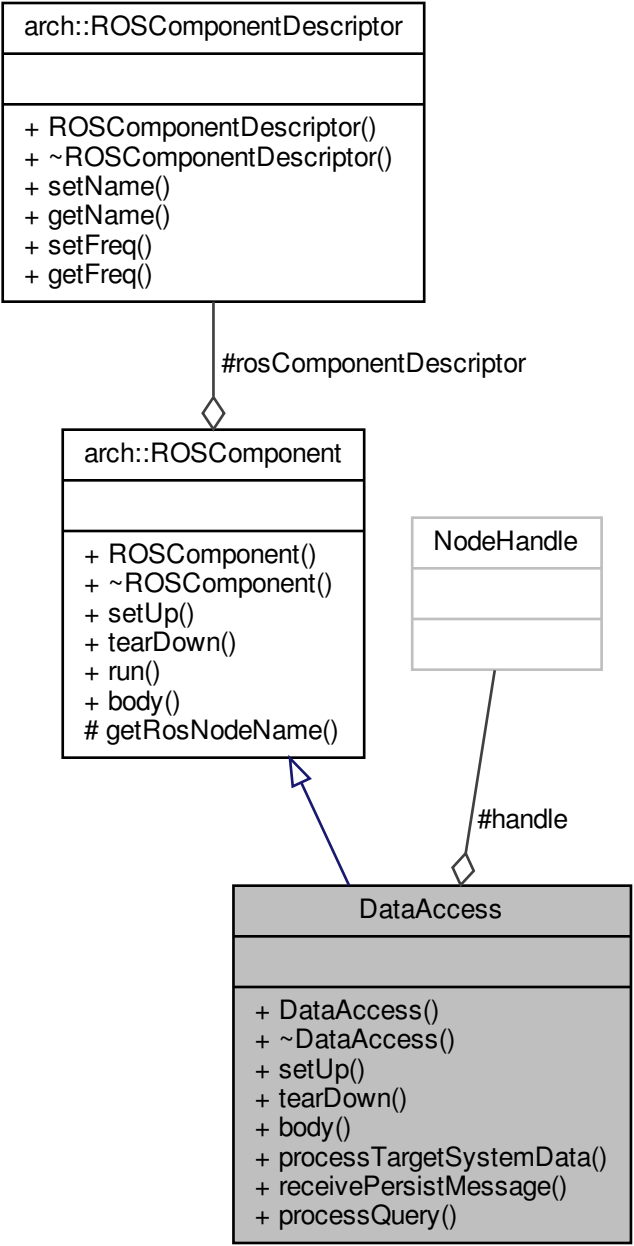 arch::ROSComponentDescriptor
+ ROSComponentDescriptor()
+ ~ROSComponentDescriptor()
+ setName()
+ getName()
+ setFreq()
+ getFreq()
#rosComponentDescriptor
arch::ROSComponent
+ ROSComponent()
+ ~ROSComponent()
+ setUp()
+ tearDown()
+ run()
+ body()
# getRosNodeName()
NodeHandle
#handle
DataAccess
+ DataAccess()
+ ~DataAccess()
+ setUp()
+ tearDown()
+ body()
+ processTargetSystemData()
+ receivePersistMessage()
+ processQuery()